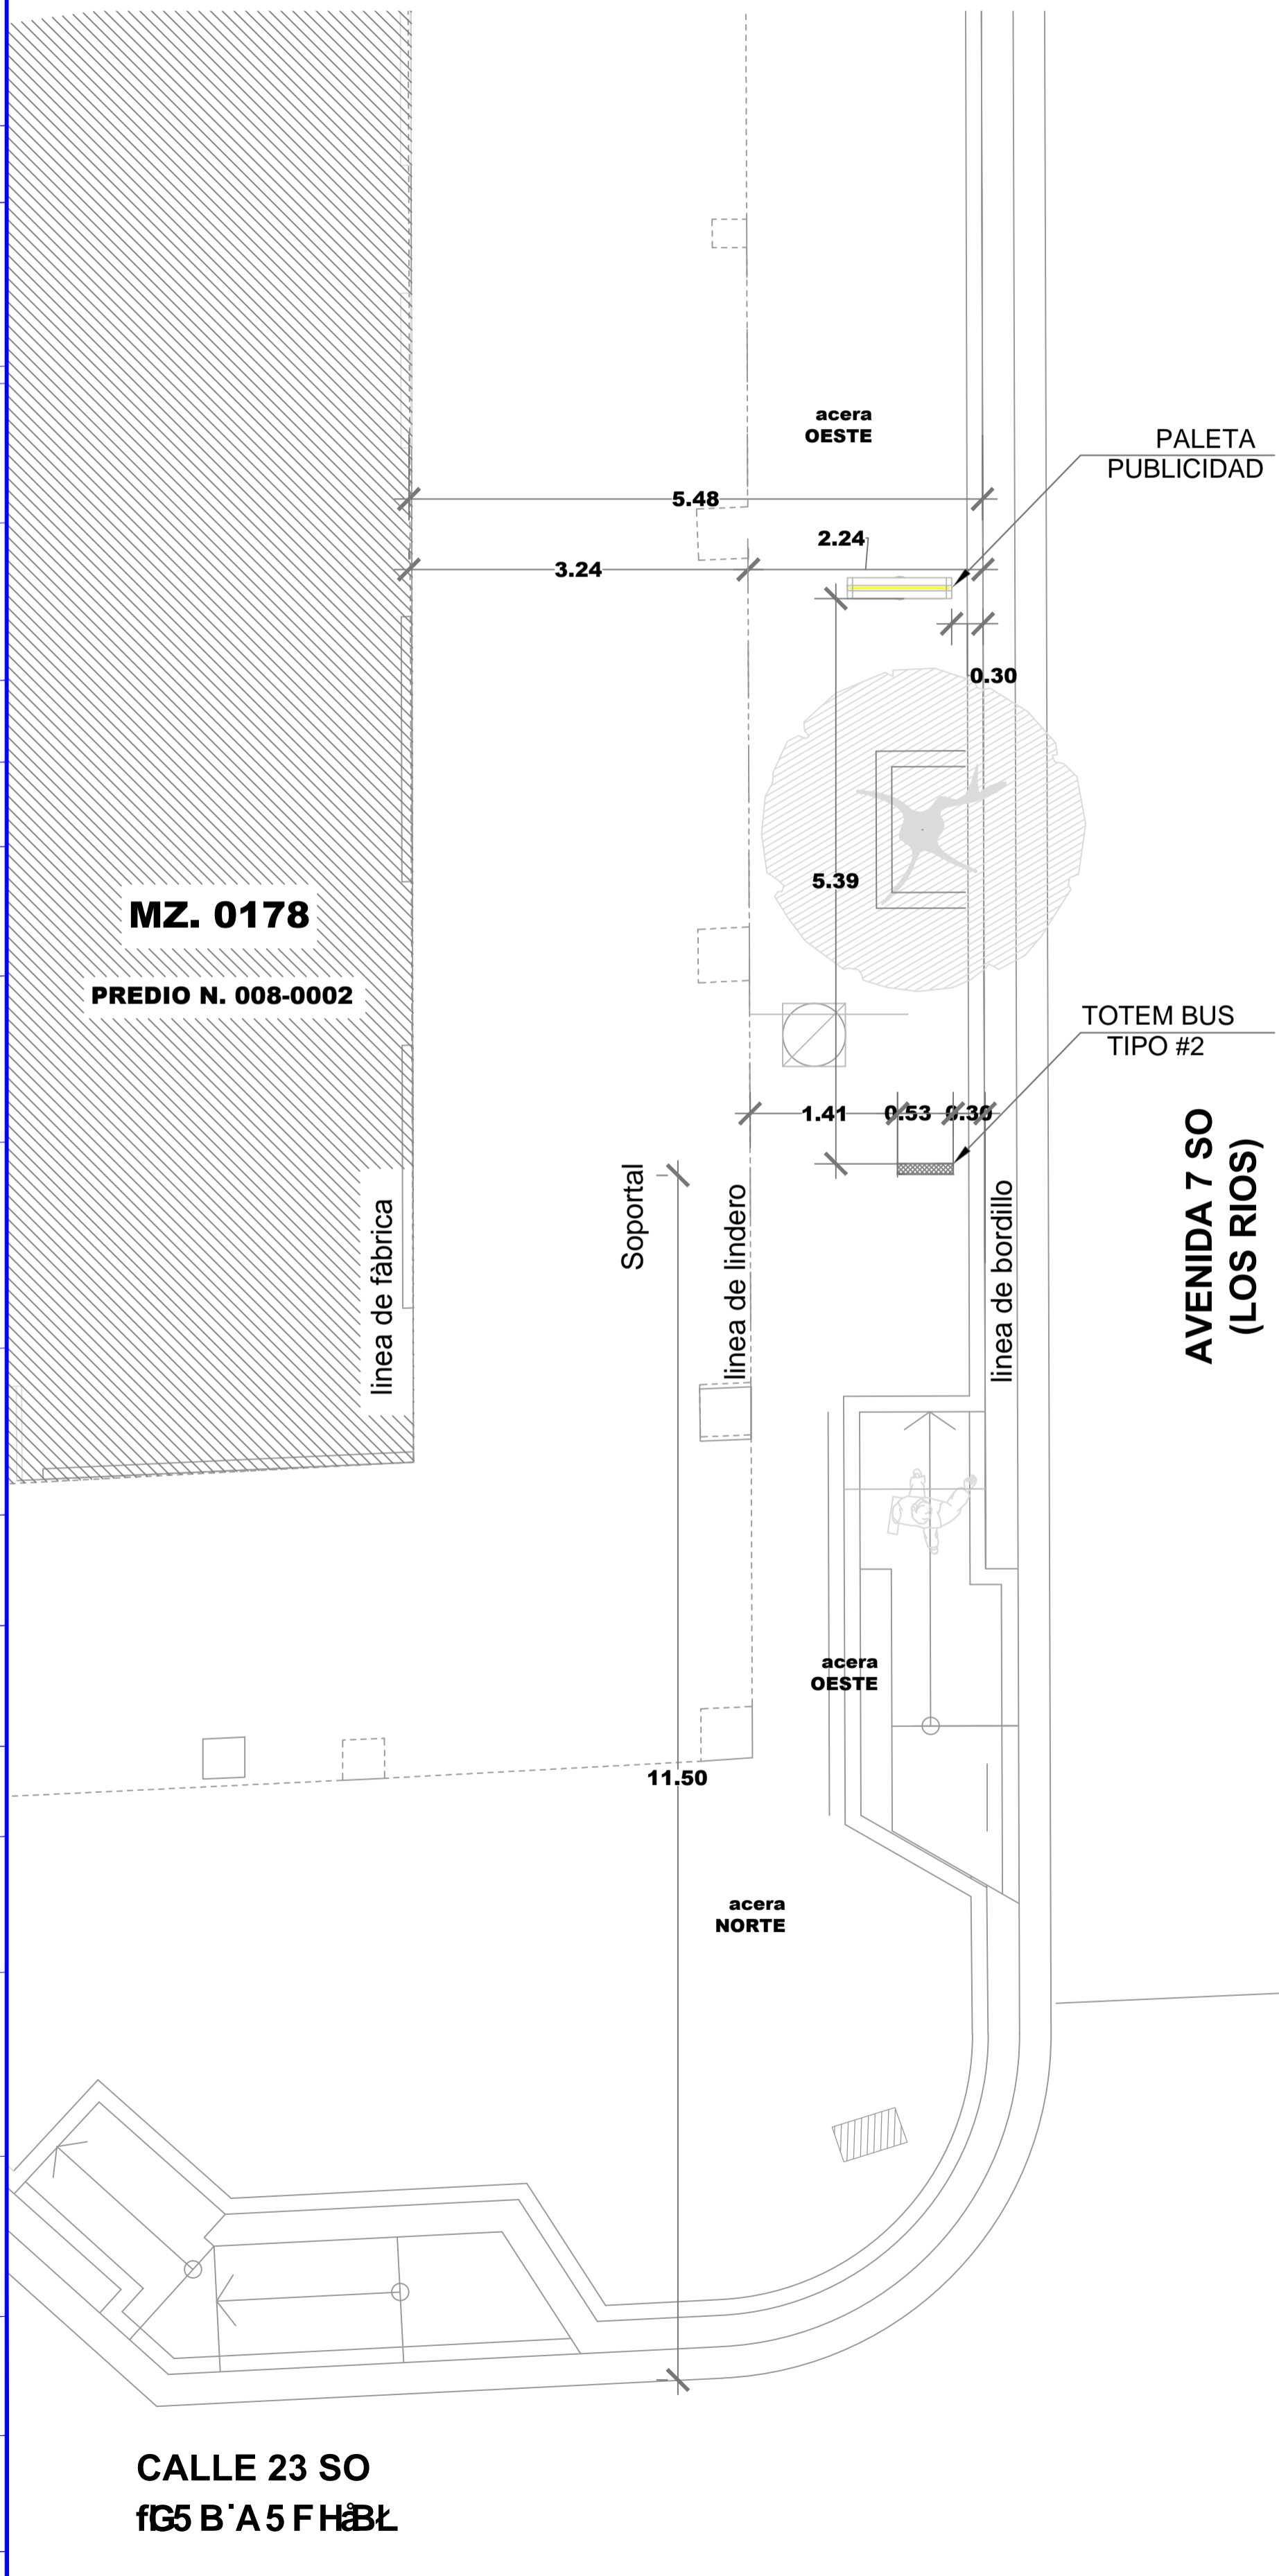 acera
OESTE
PALETA
PUBLICIDAD
5.48
2.24
3.24
0.30
5.39
MZ. 0178
PREDIO N. 008-0002
TOTEM BUS
TIPO #2
1.41
0.53
0.30
AVENIDA 7 SO
(LOS RIOS)
Soportal
linea de lindero
linea de bordillo
linea de fàbrica
acera
OESTE
11.50
acera
NORTE
CALLE 23 SO